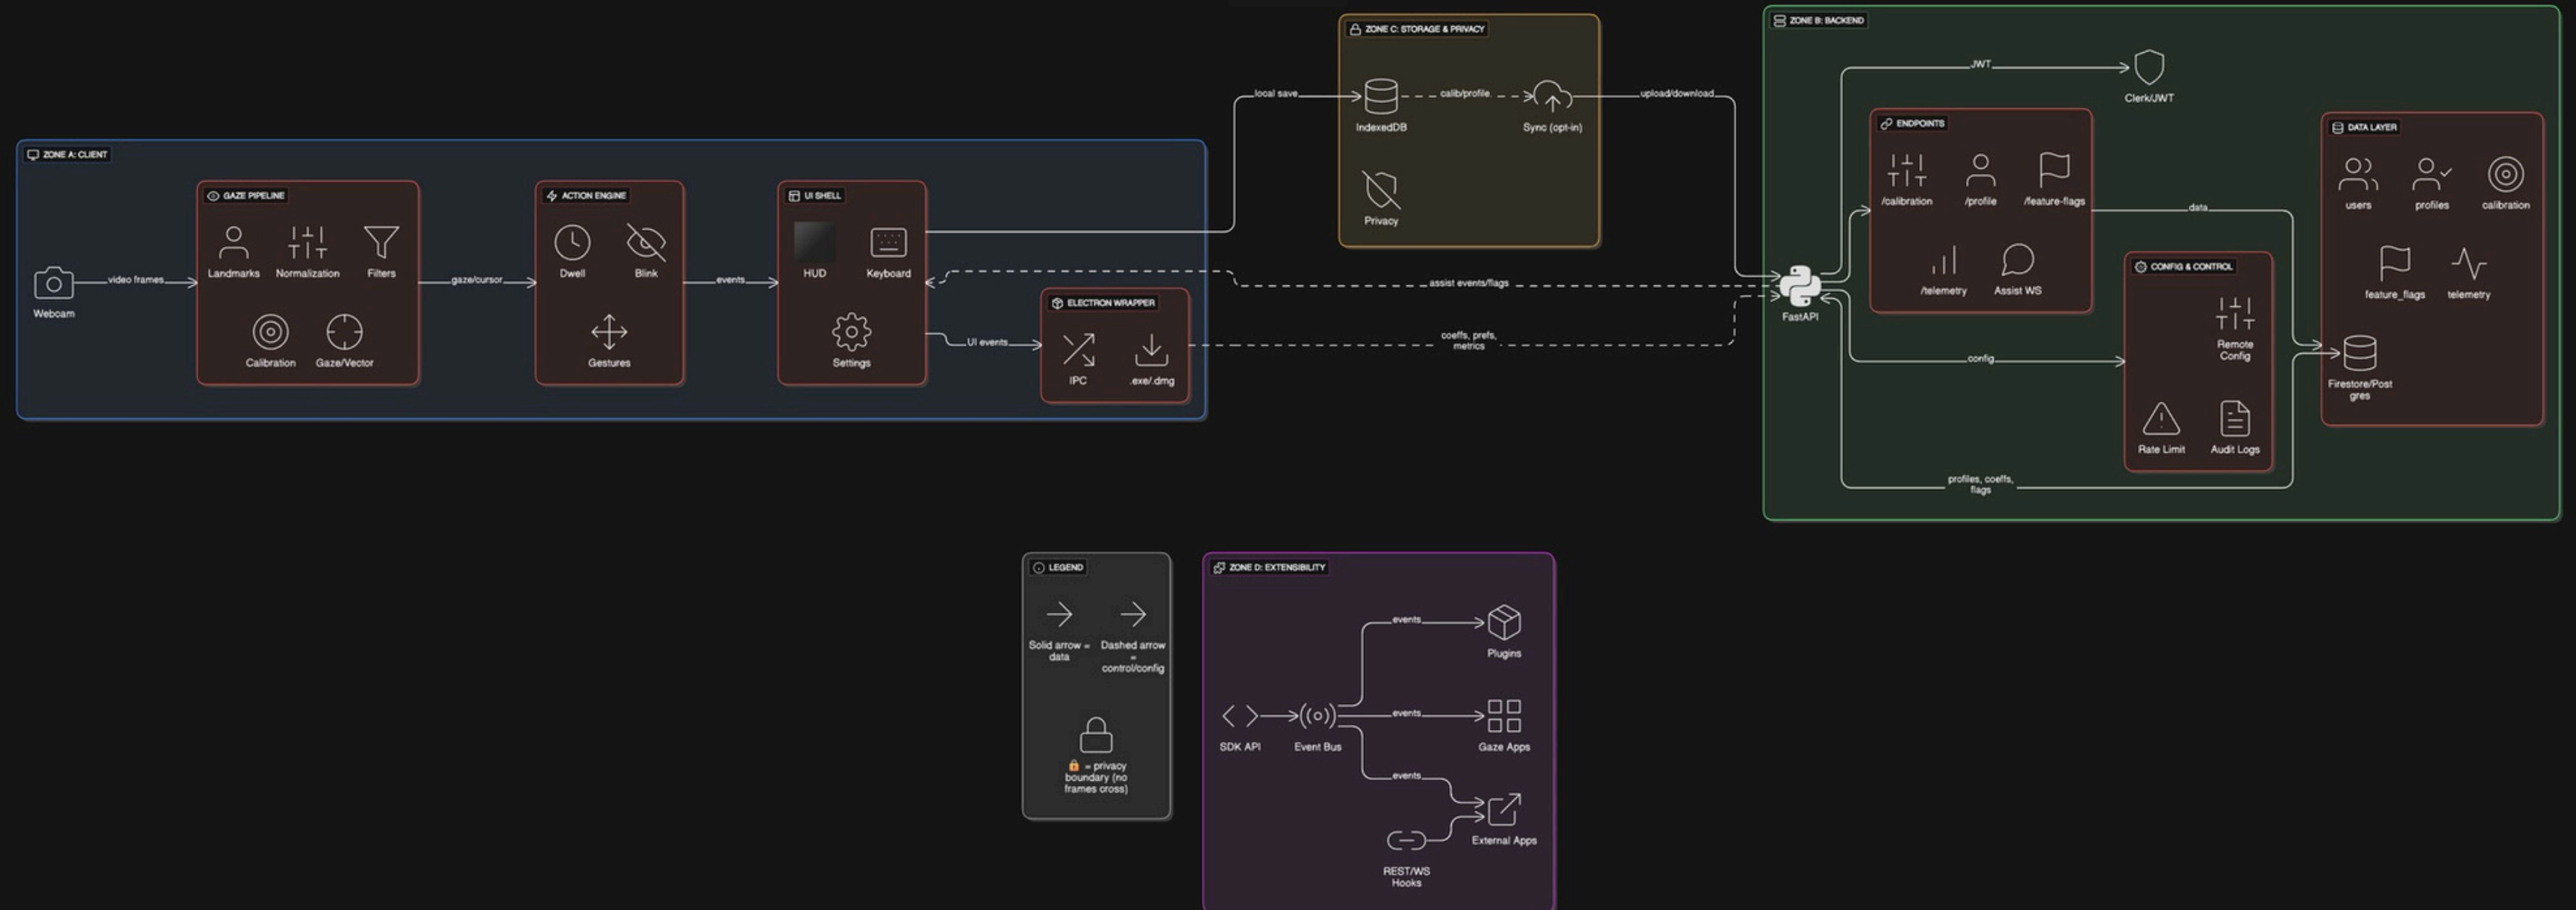 ZONE A: CLIENT
Webcam
video frames
GAZE PIPELINE
Landmarks
Normalization
Filters
Calibration
Gaze/Vector
gaze/cursor
ACTION ENGINE
Dwell
Blink
Gestures
events
UI SHELL
HUD
Keyboard
Settings
UI events
ELECTRON WRAPPER
IPC
.exe/.dmg
local save
ZONE C: STORAGE & PRIVACY
IndexedDB
calib/profile
Sync (opt-in)
Privacy
upload/download
assist events/flags
coeffs, prefs,
metrics
ZONE B: BACKEND
FastAPI
JWT
Clerk/JWT
ENDPOINTS
/calibration
/profile
/feature-flags
/telemetry
Assist WS
data
config
CONFIG & CONTROL
Remote
Config
Rate Limit
Audit Logs
profiles, coeffs,
flags
DATA LAYER
users
profiles
calibration
feature_flags
telemetry
Firestore/Post
gres
LEGEND
Solid arrow =
data
Dashed arrow
=
control/config
🔒 = privacy
boundary (no
frames cross)
ZONE D: EXTENSIBILITY
SDK API
Event Bus
events
Plugins
events
Gaze Apps
events
External Apps
REST/WS
Hooks